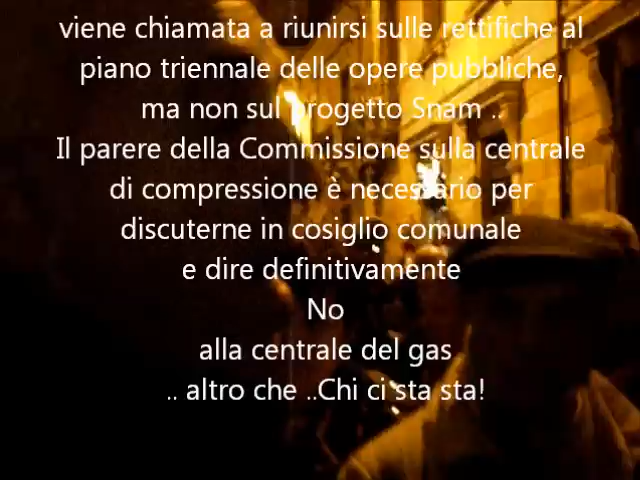 viene chiamata a riunirsi sulle rettifiche al
piano triennale delle opere pubbliche,
ma non sul progetto Snam ..
Il parere della Commissione sulla centrale
di compressione è necessario per
discuterne in cosiglio comunale
e dire definitivamente
No
alla centrale del gas
.. altro che ..Chi ci sta sta!